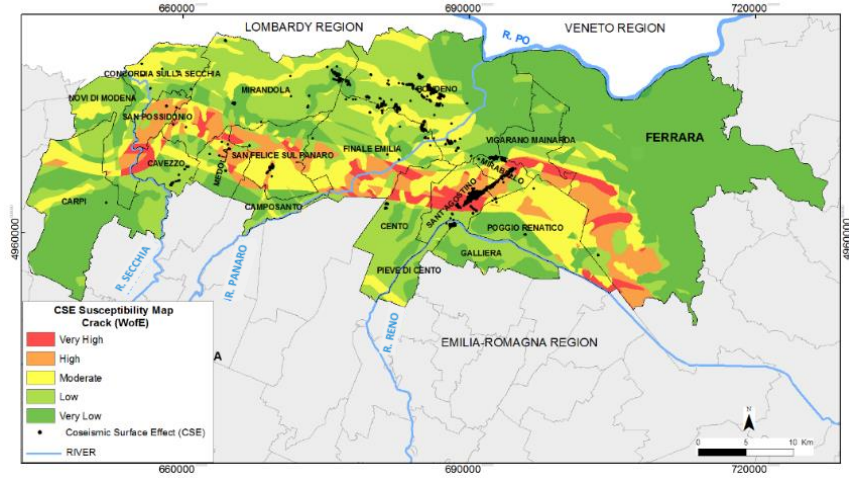 660000
690000
720000
LOMBARDY REGION
VENETO REGION
R. PO
CONCORDIA SULLA SECCHIA
NOVI DI MODENA
MIRANDOLA
BONDENO
SAN POSSIDONIO
FERRARA
VIGARANO MAINARDA
FINALE EMILIA
SAN FELICE SUL PANARO
CAVEZZO
MEDOLLA
MIRABELLO
SANT'AGOSTINO
CARPI
CAMPOSANTO
CENTO
POGGIO RENATICO
GALLIERA
PIEVE DI CENTO
4960000
4960000
R. SECCHIA
R. PANARO
R. RENO
EMILIA-ROMAGNA REGION
A
CSE Susceptibility Map
Crack (WofE)
Very High
High
Moderate
Low
Very Low
Coseismic Surface Effect (CSE)
RIVER
N
0 5 10 Km
660000
690000
720000